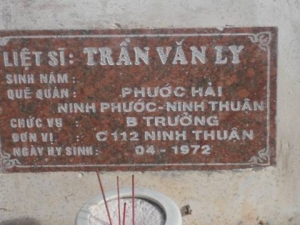 LIỆT SĨ: TRẦN VĂN LY
SINH NĂM:
QUÊ QUÁN: PHƯỚC HẢI
NINH PHƯỚC-NINH THUẬN
CHỨC VỤ: B TRƯỞNG
ĐƠN VỊ: C 112 NINH THUẬN
NGÀY HY SINH: 04-1972